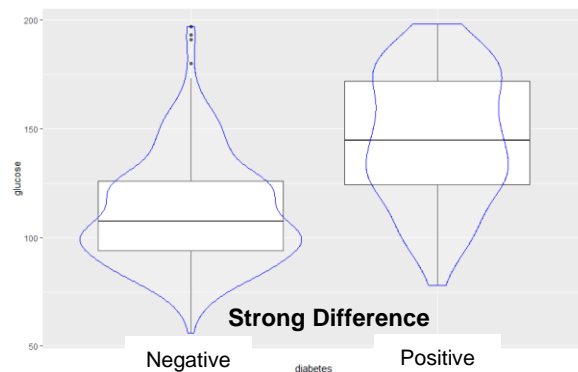 200
150
glucose
100
50
Strong Difference
Negative
Positive
diabetes